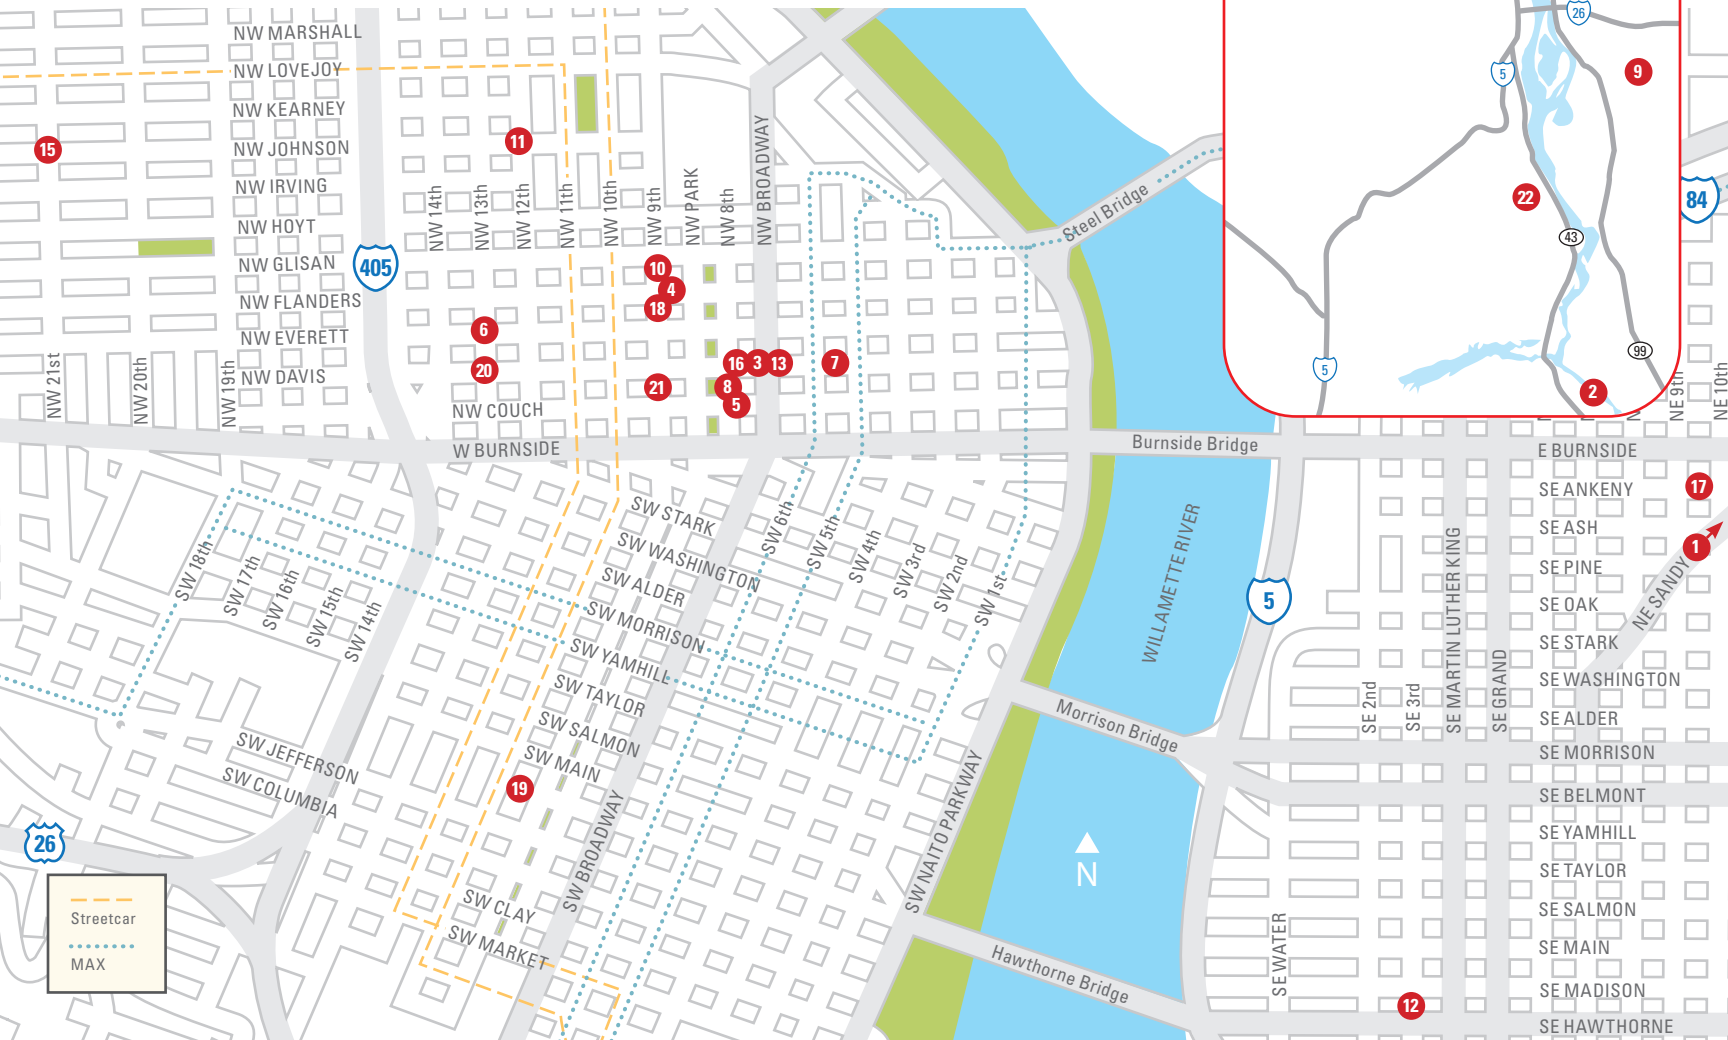 NW MARSHALL
NW LOVEJOY
NW KEARNEY
NW JOHNSON
NW IRVING
NW HOYT
NW GLISAN
NW FLANDERS
NW EVERETT
NW DAVIS
NW COUCH
W BURNSIDE
NW 21st
NW 20th
NW 19th
NW 14th
NW 13th
NW 12th
NW 11th
NW 10th
NW 9th
NW PARK
NW 8th
NW BROADWAY
15
11
405
10
4
18
6
20
16
3
13
7
21
8
5
Steel Bridge
26
5
9
22
43
5
99
2
84
NE 9th
NE 10th
Burnside Bridge
E BURNSIDE
SE ANKENY
SE ASH
SE PINE
SE OAK
SE STARK
SE WASHINGTON
SE ALDER
SE MORRISON
SE BELMONT
SE YAMHILL
SE TAYLOR
SE SALMON
SE MAIN
SE MADISON
SE HAWTHORNE
17
1
NE SANDY
SW STARK
SW WASHINGTON
SW ALDER
SW MORRISON
SW YAMHILL
SW TAYLOR
SW SALMON
SW MAIN
SW CLAY
SW MARKET
SW 6th
SW 5th
SW 4th
SW 3rd
SW 2nd
SW 1st
SW 18th
SW 17th
SW 16th
SW 15th
SW 14th
SW JEFFERSON
SW COLUMBIA
SW BROADWAY
SW NAITO PARKWAY
WILLAMETTE RIVER
5
SE 2nd
SE 3rd
SE MARTIN LUTHER KING
SE GRAND
SE WATER
Morrison Bridge
Hawthorne Bridge
19
12
N
26
Streetcar
MAX